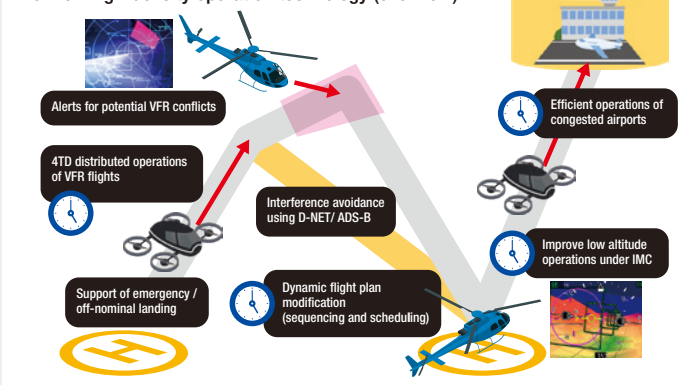 Alerts for potential VFR conflicts
4TD distributed operations
of VFR flights
Interference avoidance
using D-NET/ ADS-B
Support of emergency /
off-nominal landing
Dynamic flight plan
modification
(sequencing and scheduling)
Efficient operations of
congested airports
Improve low altitude
operations under IMC
H